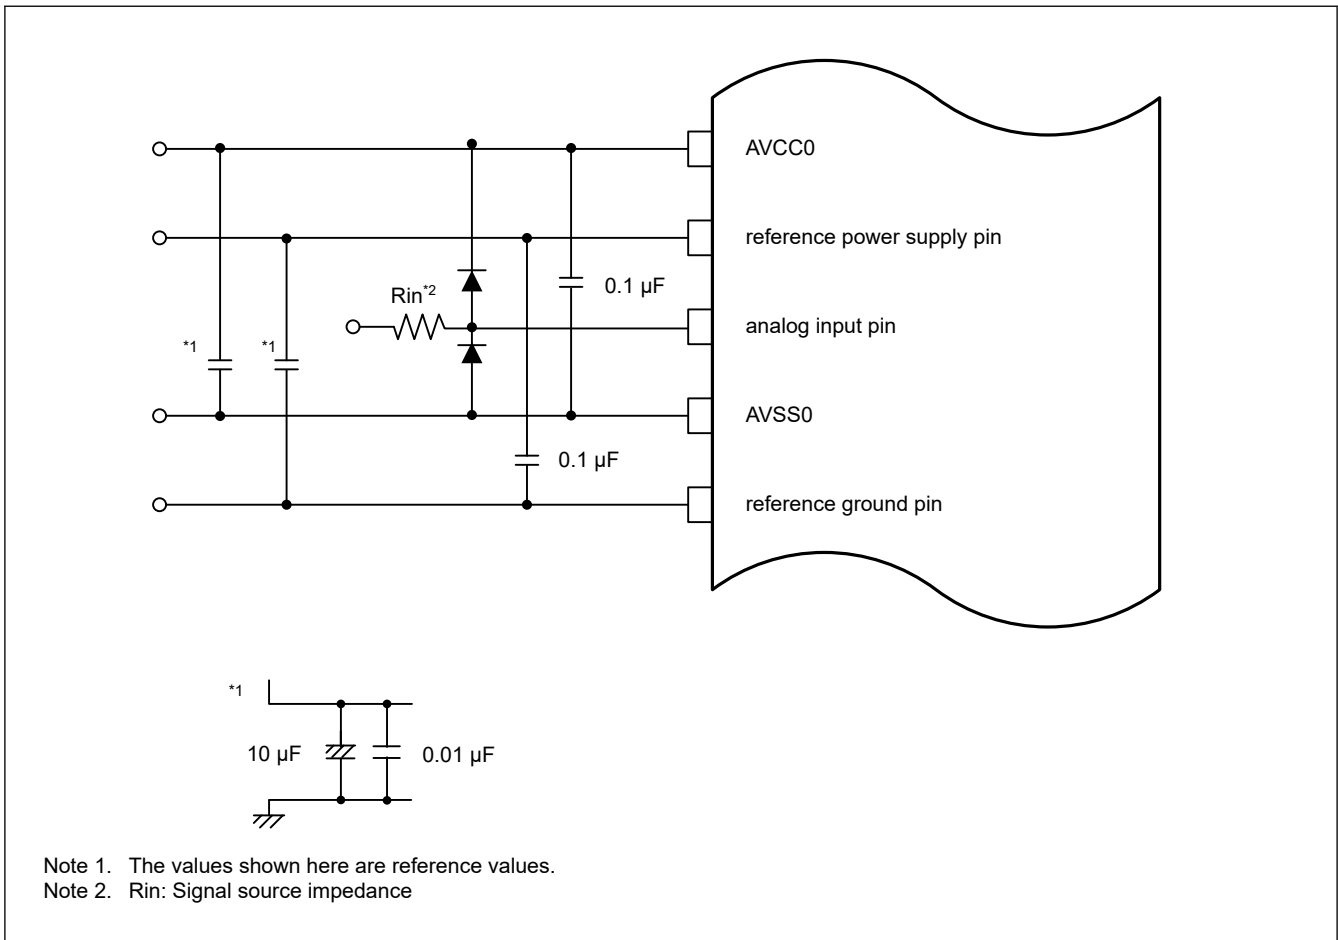 AVCC0
reference power supply pin
0.1 µF
Rin*2
analog input pin
*1 *1
AVSS0
0.1 µF
reference ground pin
*1
10 µF 0.01 µF
Note 1. The values shown here are reference values.
Note 2. Rin: Signal source impedance